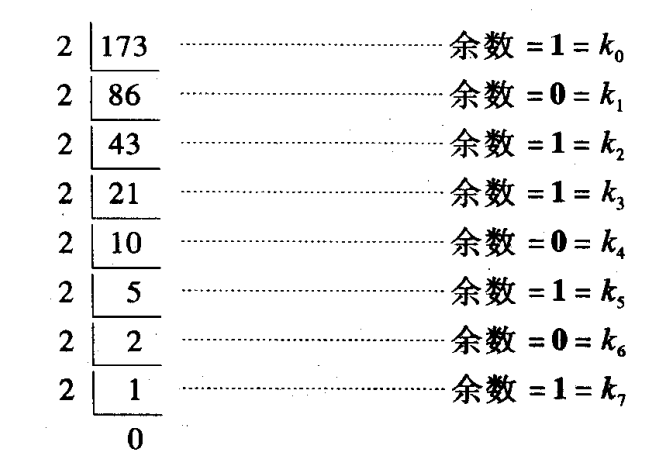 2 173 余数 = 1 = k₀
2 86 余数 = 0 = k₁
2 43 余数 = 1 = k₂
2 21 余数 = 1 = k₃
2 10 余数 = 0 = k₄
2 5 余数 = 1 = k₅
2 2 余数 = 0 = k₆
2 1 余数 = 1 = k₇
0